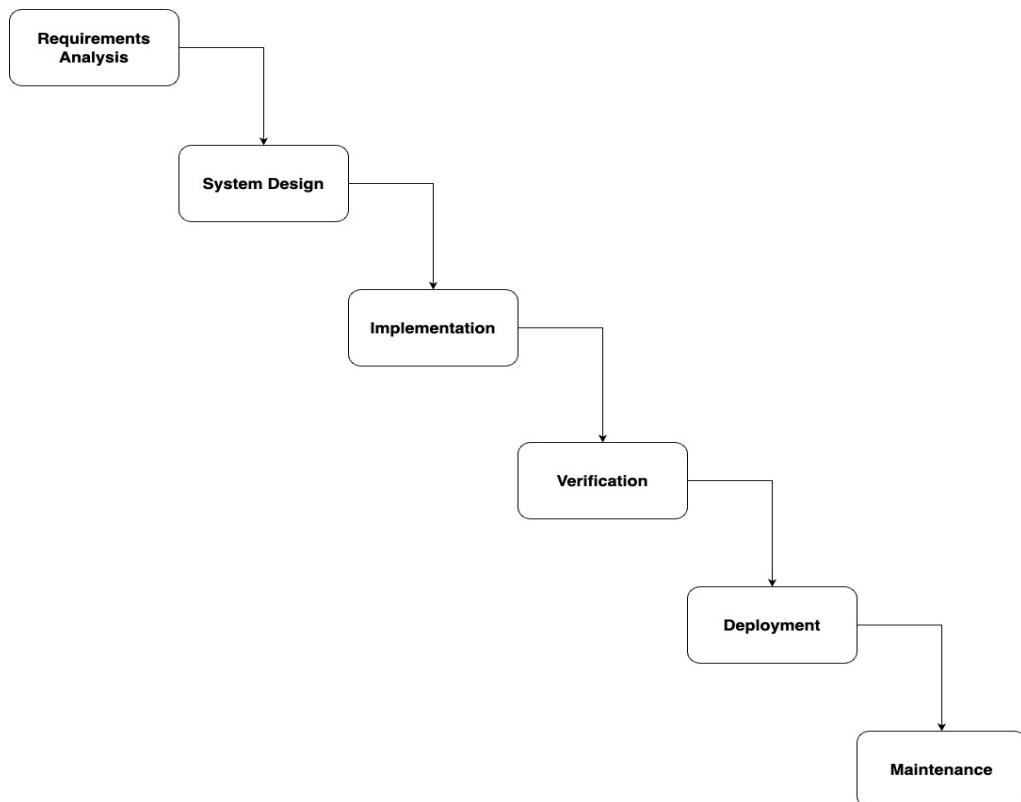 Requirements
Analysis
System Design
Implementation
Verification
Deployment
Maintenance